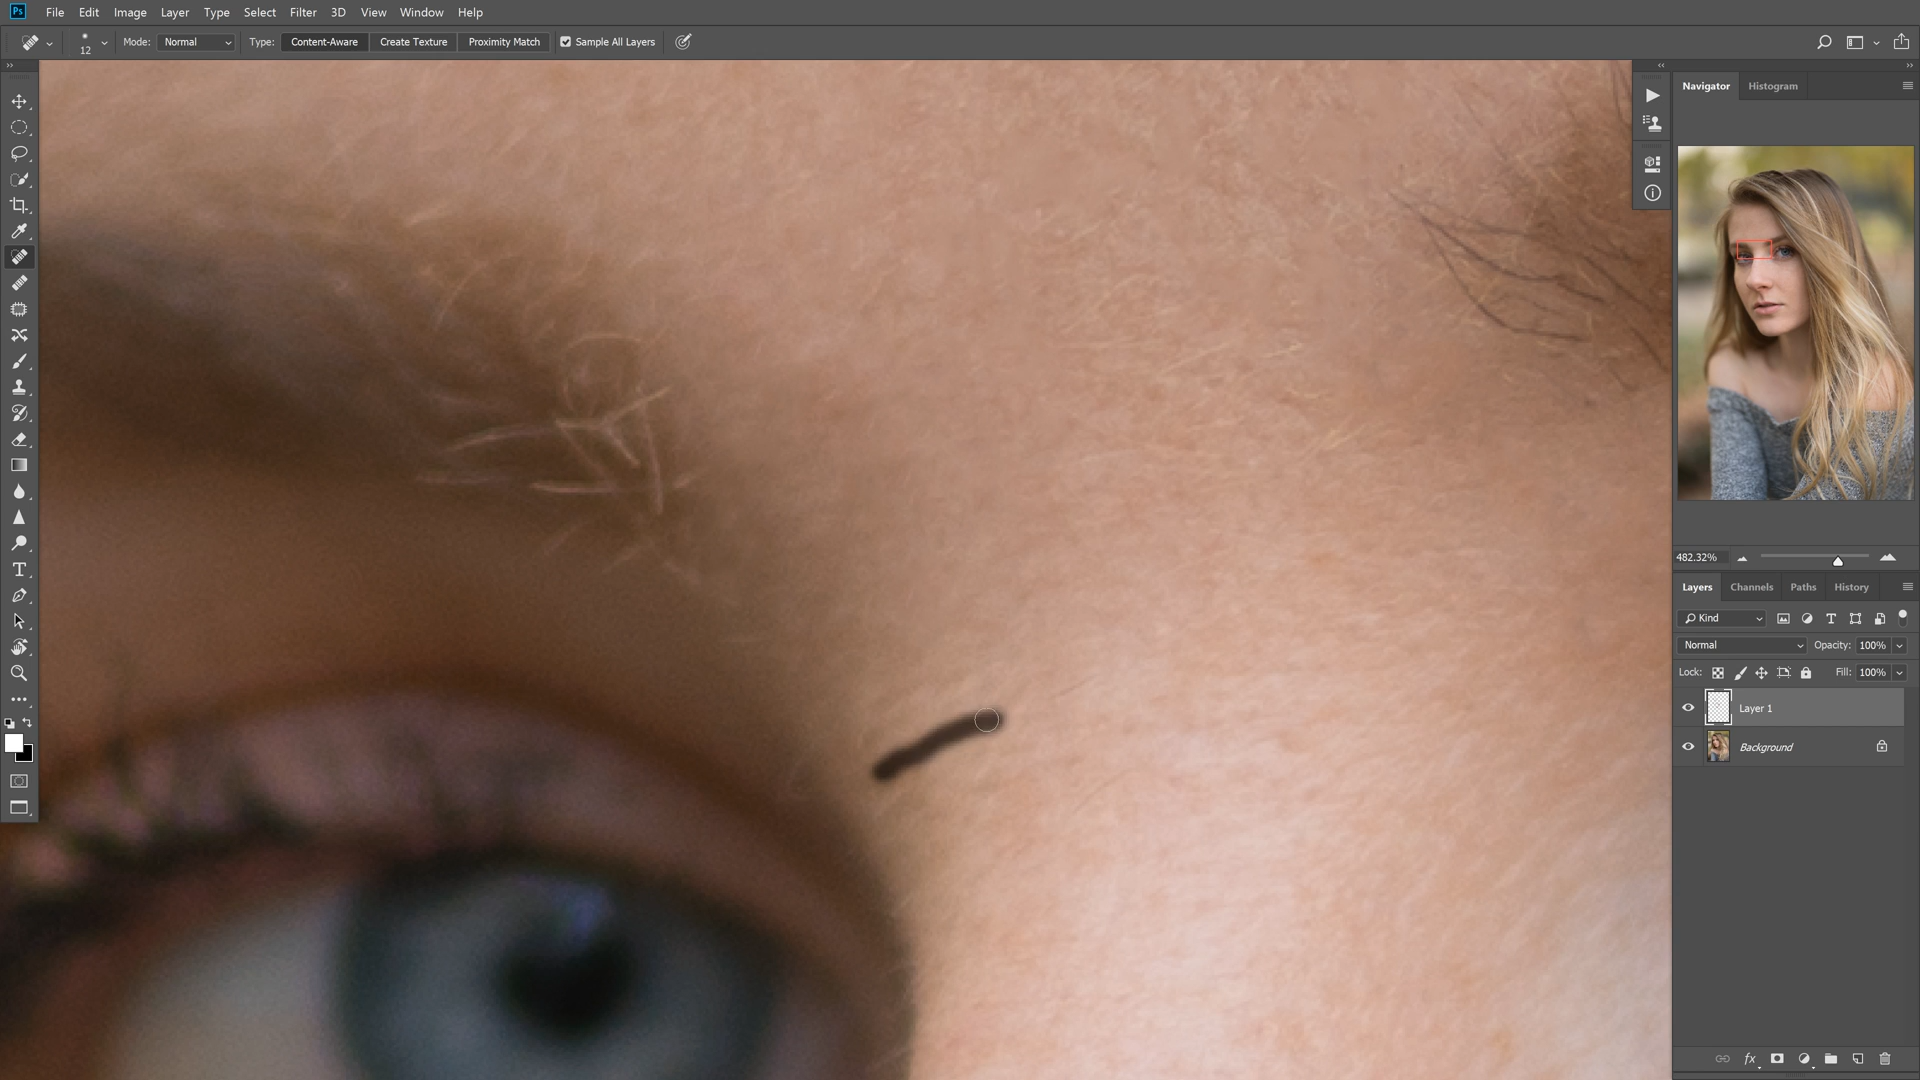 Ps File Edit Image Layer Type Select Filter 3D View Window Help
12 Mode: Normal Type: Content-Aware Create Texture Proximity Match Sample All Layers
Navigator Histogram
482.32%
Layers Channels Paths History
Kind
Normal Opacity: 100%
Lock: Fill: 100%
Layer 1
Background
fx